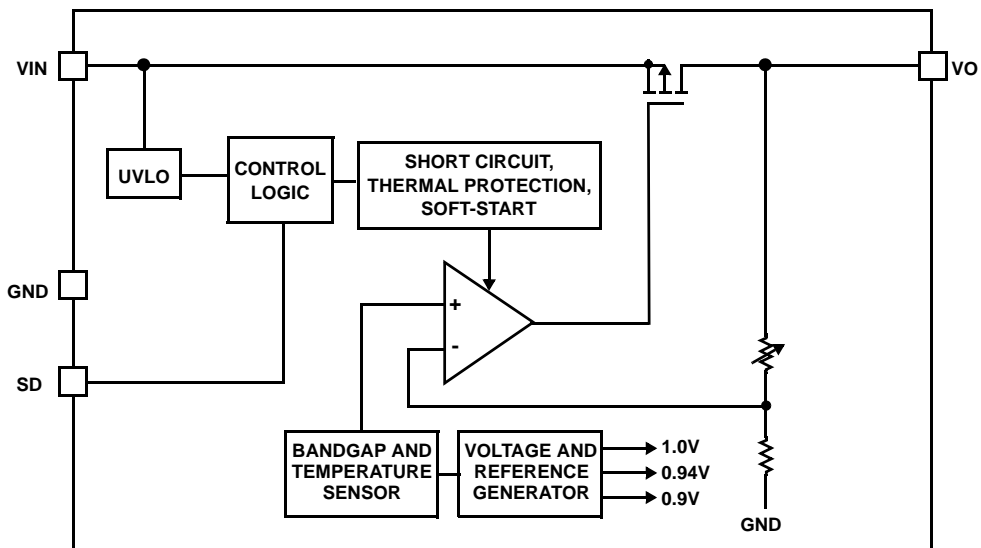 VIN
VO
UVLO
CONTROL
LOGIC
SHORT CIRCUIT,
THERMAL PROTECTION,
SOFT-START
GND
+
-
SD
BANDGAP AND
TEMPERATURE
SENSOR
VOLTAGE AND
REFERENCE
GENERATOR
1.0V
0.94V
0.9V
GND